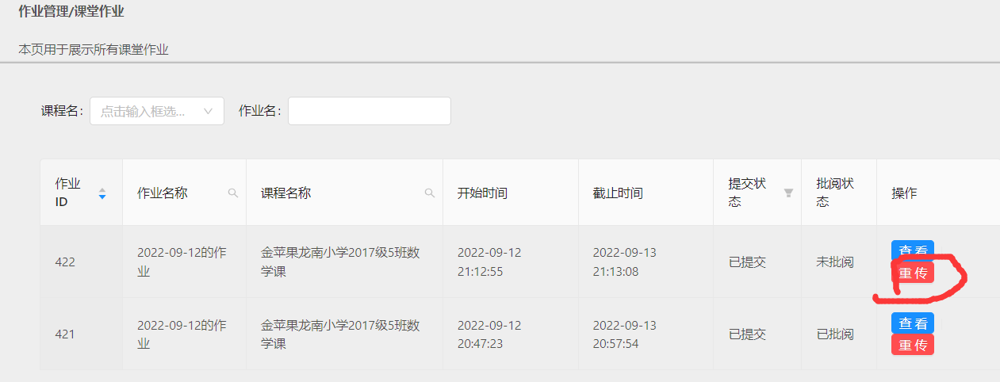 作业管理/课堂作业
本页用于展示所有课堂作业
课程名: 点击输入框选... 作业名:
作业
ID
作业名称
课程名称
开始时间
截止时间
提交状
态
批阅状
态
操作
422
2022-09-12的作
业
金苹果龙南小学2017级5班数
学课
2022-09-12
21:12:55
2022-09-13
21:13:08
已提交
未批阅
查 看
重 传
421
2022-09-12的作
业
金苹果龙南小学2017级5班数
学课
2022-09-12
20:47:23
2022-09-13
20:57:54
已提交
已批阅
查 看
重 传